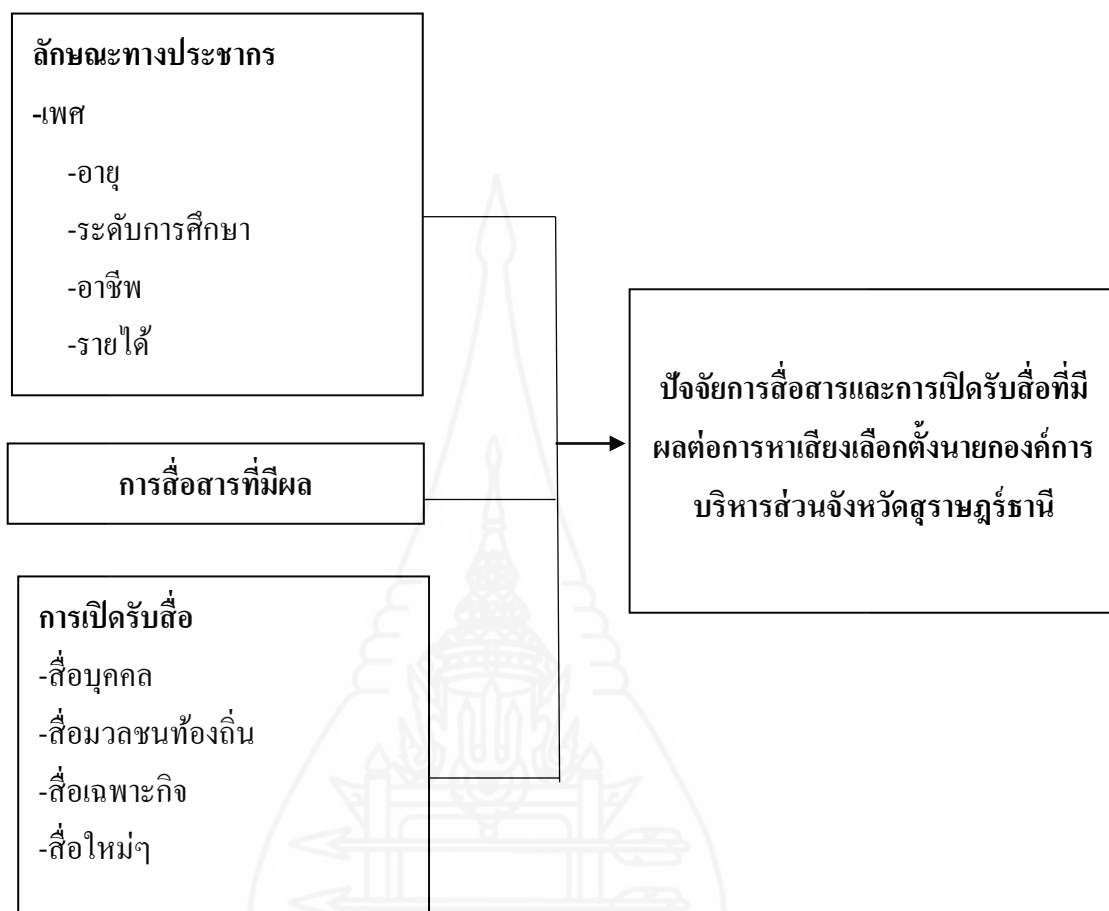 ลักษณะทางประชากร
-เพศ
-อายุ
-ระดับการศึกษา
-อาชีพ
-รายได้
การสื่อสารที่มีผล
การเปิดรับสื่อ
-สื่อบุคคล
-สื่อมวลชนท้องถิ่น
-สื่อเฉพาะกิจ
-สื่อใหม่ๆ
ปัจจัยการสื่อสารและการเปิดรับสื่อที่มี
ผลต่อการหาเสียงเลือกตั้งนายกองค์การ
บริหารส่วนจังหวัดสุราษฎร์ธานี